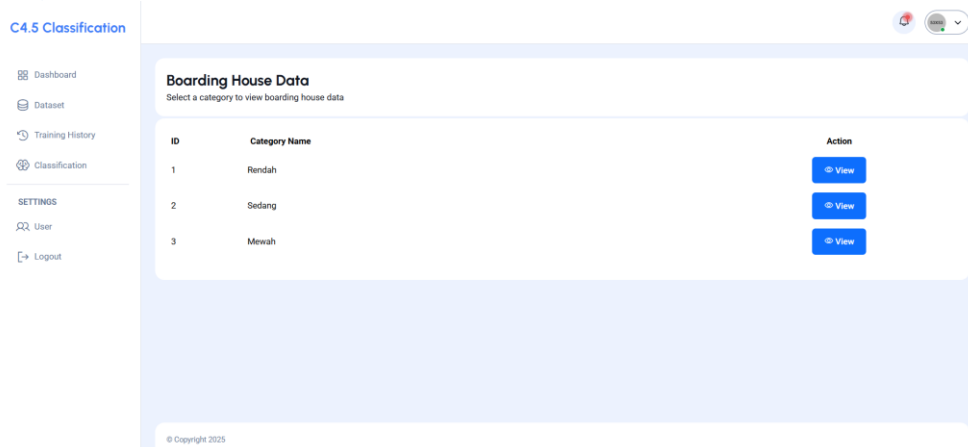 C4.5 Classification
Dashboard
Dataset
Training History
Classification
SETTINGS
User
Logout
Boarding House Data
Select a category to view boarding house data
ID Category Name Action
1 Rendah View
2 Sedang View
3 Mewah View
© Copyright 2025